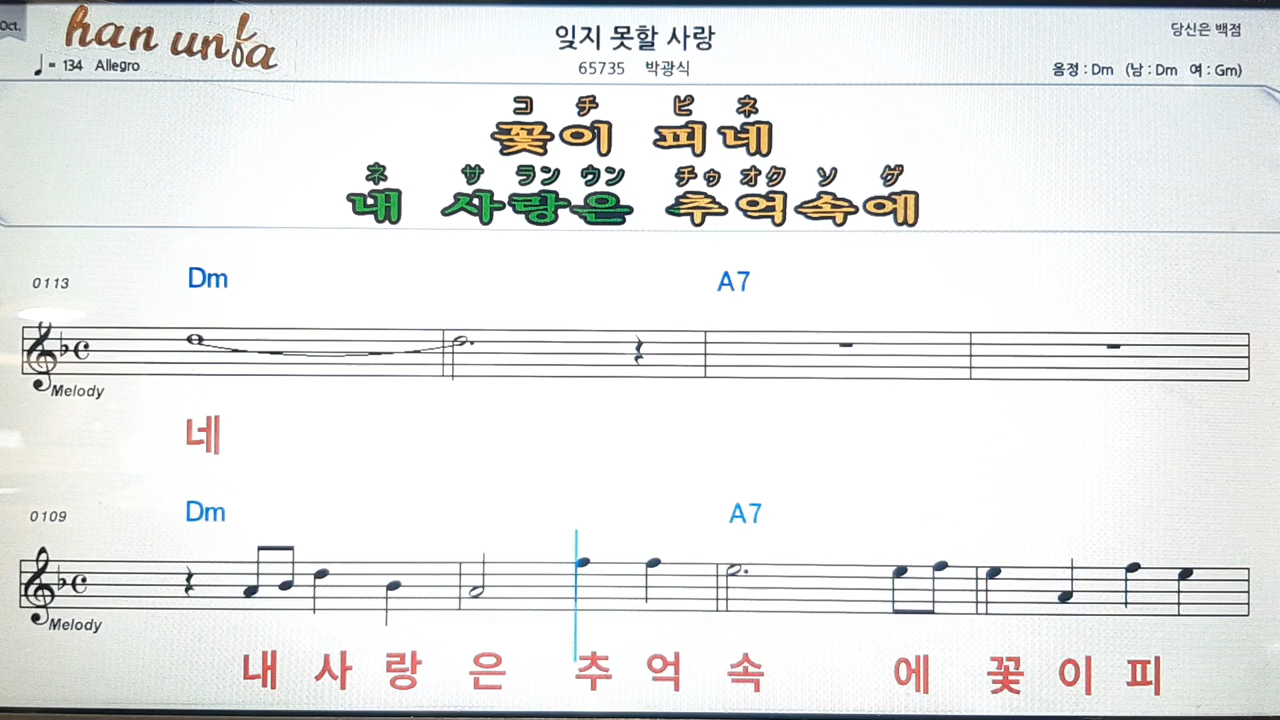 Oct.
han unfa
잊지 못할 사랑
당신은 백점
♩= 134 Allegro
65735 박광식
음정 : Dm (남 : Dm 여 : Gm)
コ チ ピ ネ
꽃이 피네
ネ サ ラン ウン チゥ オク ソ ゲ
내 사랑은 추억속에
0113 Dm A7
Melody
네
0109 Dm A7
Melody
내 사 랑 은 추 억 속 에 꽃 이 피